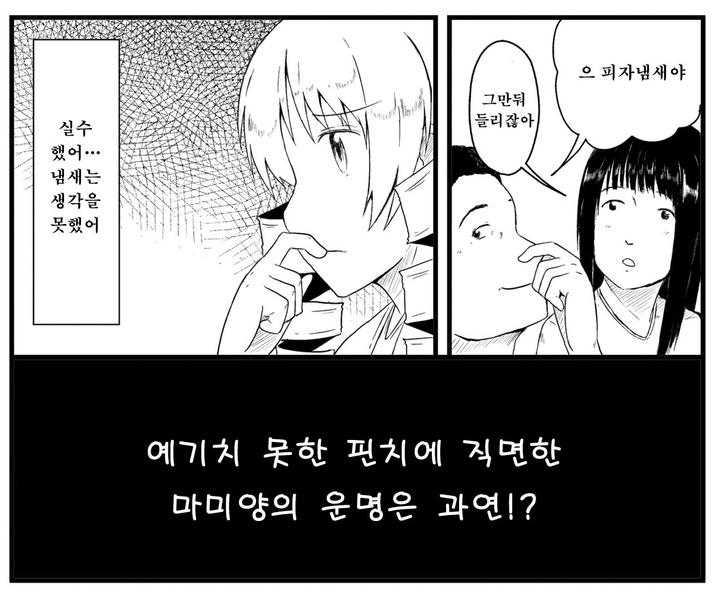 실수
했어…
냄새는
생각을
못했어
으 피자냄새야
그만둬
들리잖아
예기치 못한 핀치에 직면한
마미양의 운명은 과연!?